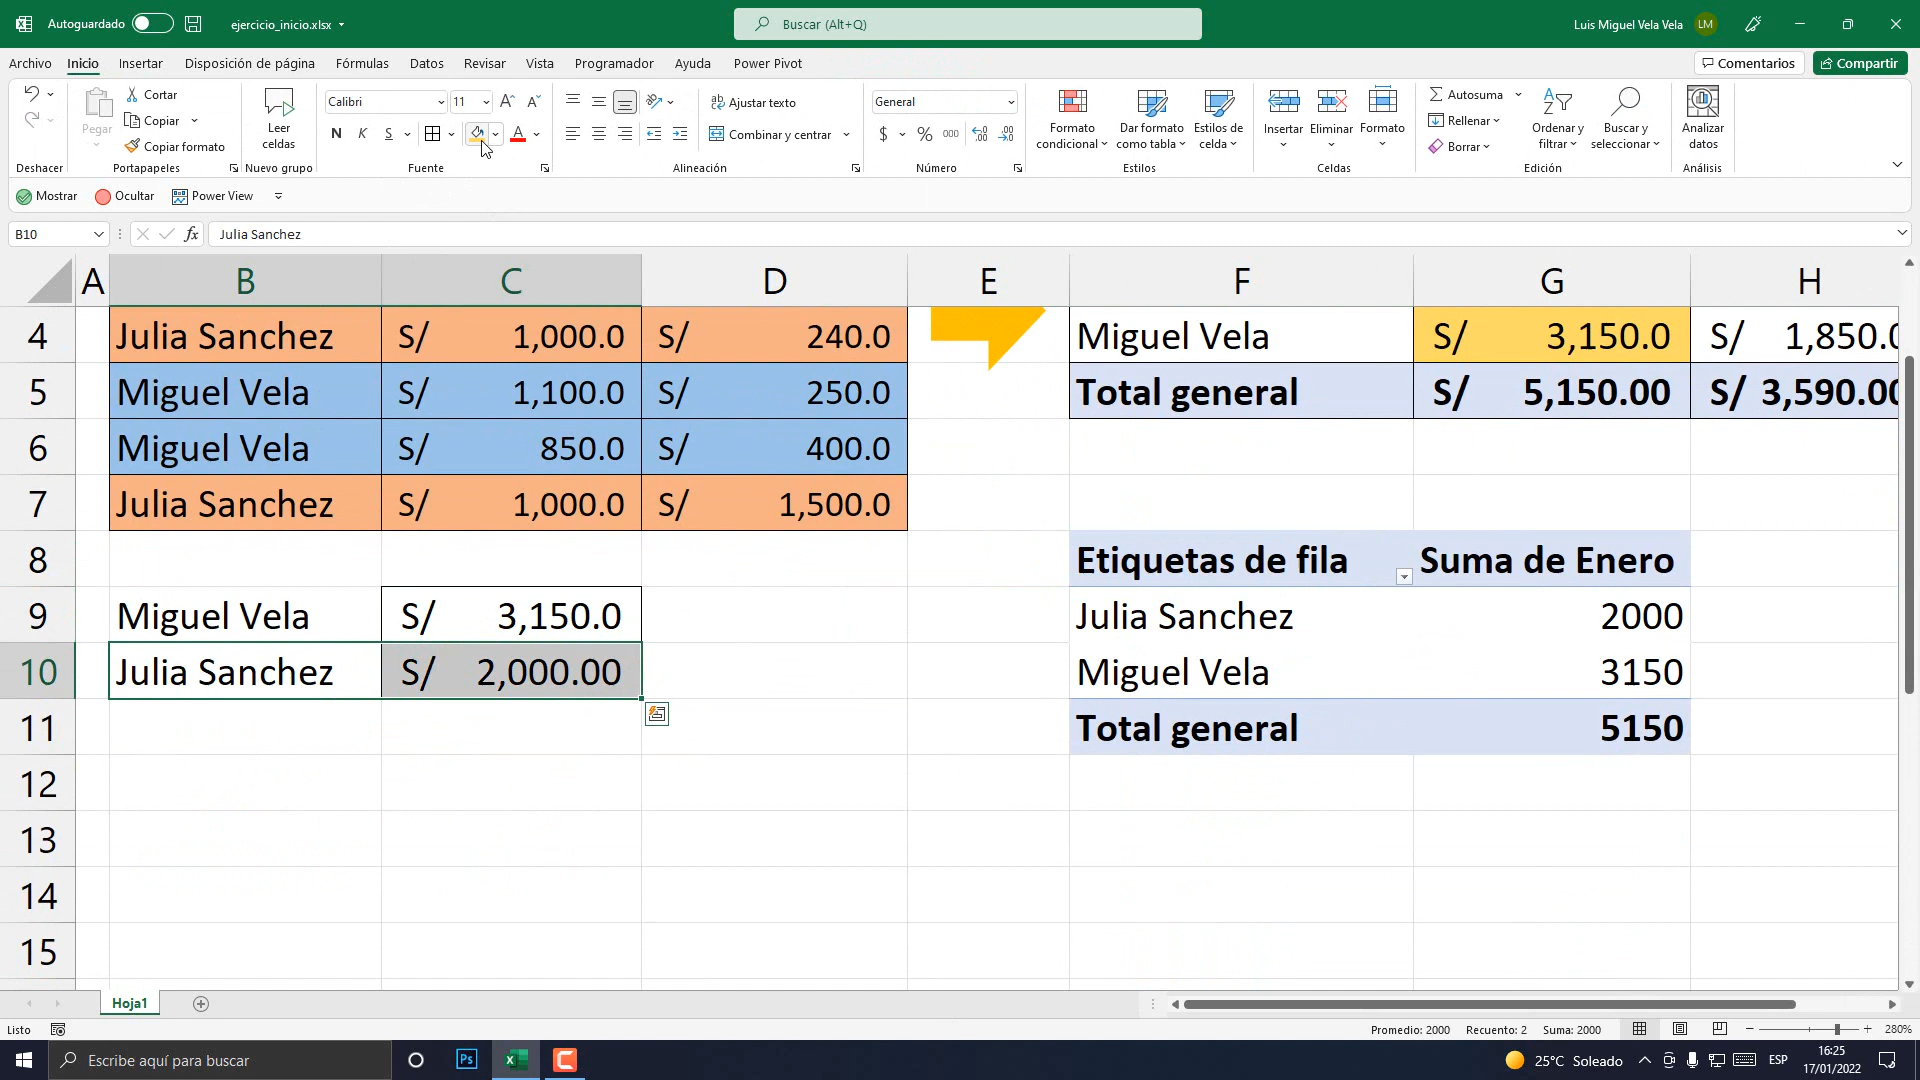 Autoguardado ejercicio_inicio.xlsx Buscar (Alt+Q) Luis Miguel Vela Vela LM
Archivo Inicio Insertar Disposición de página Fórmulas Datos Revisar Vista Programador Ayuda Power Pivot Comentarios Compartir
Pegar Cortar Copiar Copiar formato
Leer celdas
Calibri 11
N K S A
Ajustar texto
Combinar y centrar
General
$ % 000
Formato condicional
Dar formato como tabla
Estilos de celda
Insertar Eliminar Formato
Autosuma
Rellenar
Borrar
Ordenar y filtrar
Buscar y seleccionar
Analizar datos
Deshacer Portapapeles Nuevo grupo Fuente Alineación Número Estilos Celdas Edición Análisis
Mostrar Ocultar Power View
B10 fx Julia Sanchez
A B C D E F G H
4 Julia Sanchez S/ 1,000.0 S/ 240.0 Miguel Vela S/ 3,150.0 S/ 1,850.0
5 Miguel Vela S/ 1,100.0 S/ 250.0 Total general S/ 5,150.00 S/ 3,590.00
6 Miguel Vela S/ 850.0 S/ 400.0
7 Julia Sanchez S/ 1,000.0 S/ 1,500.0
8 Etiquetas de fila Suma de Enero
9 Miguel Vela S/ 3,150.0 Julia Sanchez 2000
10 Julia Sanchez S/ 2,000.00 Miguel Vela 3150
11 Total general 5150
12
13
14
15
Hoja1
Listo Promedio: 2000 Recuento: 2 Suma: 2000 280%
Escribe aquí para buscar Ps 25°C Soleado ESP 16:25
17/01/2022